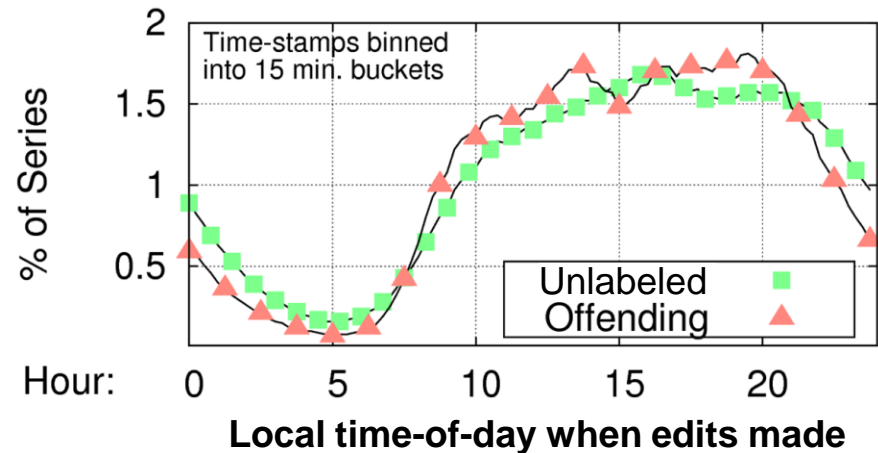 2
Time-stamps binned
into 15 min. buckets
1.5
1
0.5
% of Series
Unlabeled
Offending
Hour: 0 5 10 15 20
Local time-of-day when edits made